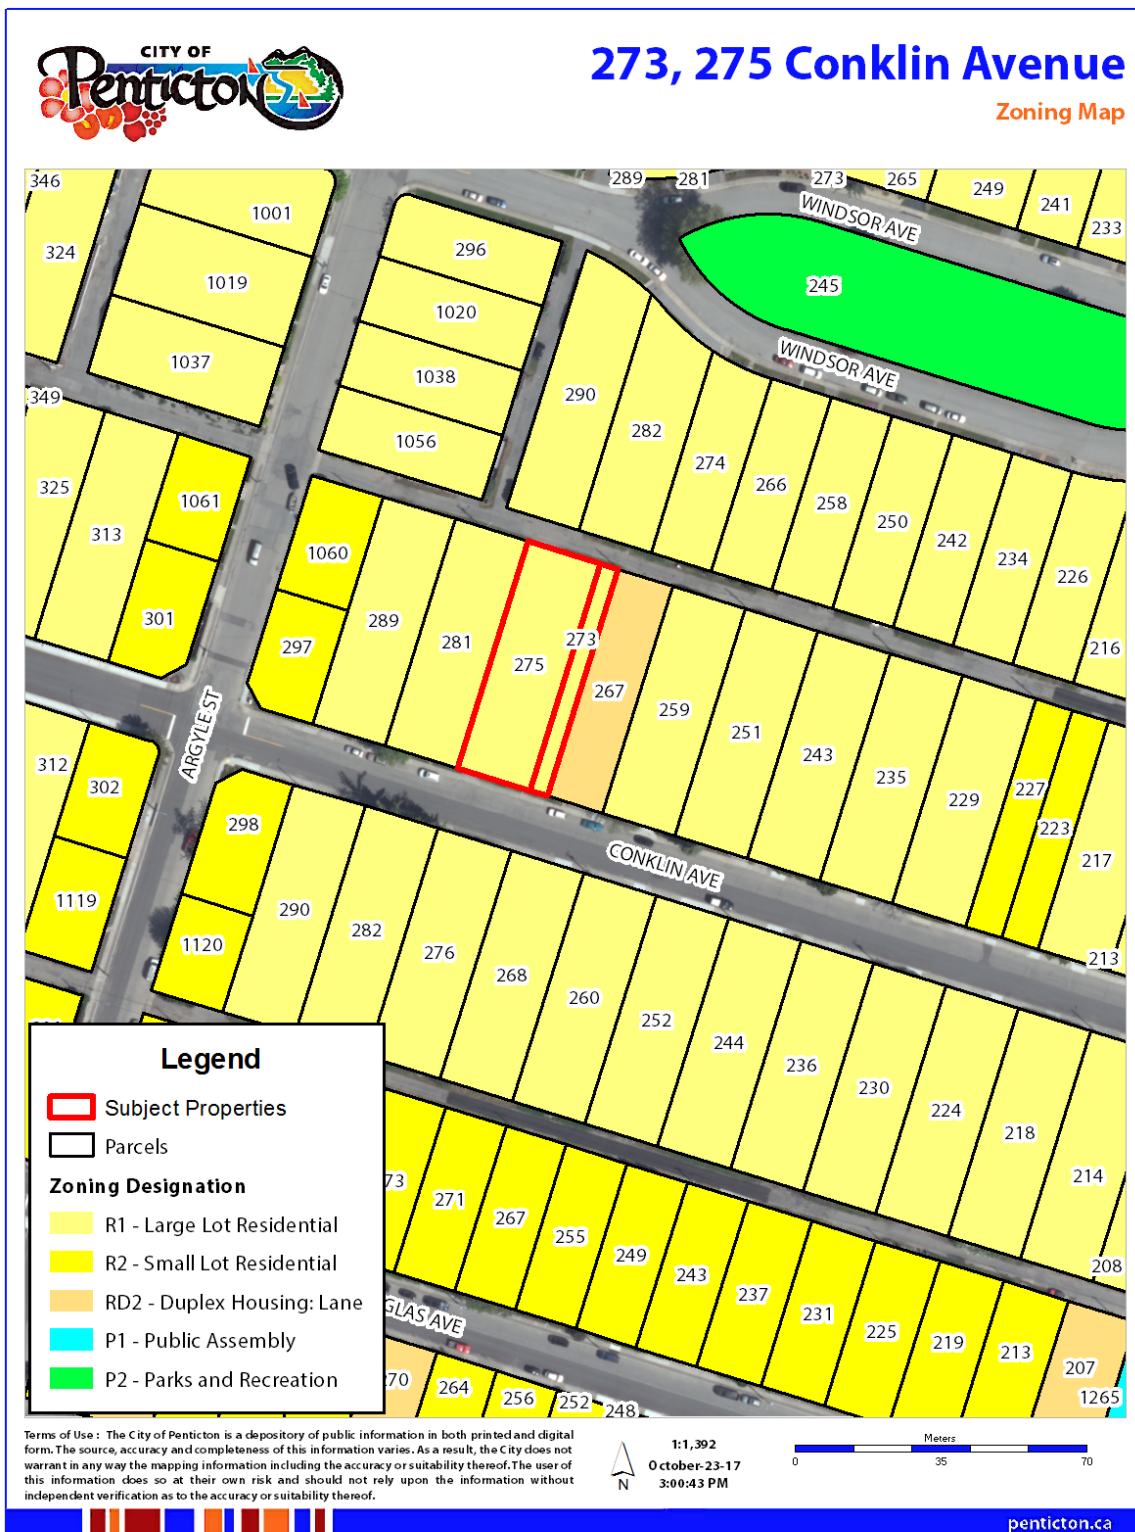 CITY OF
Penticton
273, 275 Conklin Avenue
Zoning Map
346
289
281
273
265
249
241
233
1001
296
WINDSOR AVE
324
1019
1020
245
1037
1038
WINDSOR AVE
349
290
1056
282
274
266
258
250
242
234
226
216
325
313
1061
1060
301
297
289
281
275
273
267
259
251
243
235
229
227
223
217
213
ARGYLE ST
312
302
298
CONKLIN AVE
1119
1120
290
282
276
268
260
252
244
236
230
224
218
214
208
Legend
Subject Properties
Parcels
Zoning Designation
R1 - Large Lot Residential
R2 - Small Lot Residential
RD2 - Duplex Housing: Lane
P1 - Public Assembly
P2 - Parks and Recreation
73
271
267
255
249
243
237
231
225
219
213
207
1265
GLAS AVE
70
264
256
252
248
Terms of Use : The City of Penticton is a depository of public information in both printed and digital
form. The source, accuracy and completeness of this information varies. As a result, the City does not
warrant in any way the mapping information including the accuracy or suitability thereof. The user of
this information does so at their own risk and should not rely upon the information without
independent verification as to the accuracy or suitability thereof.
N
1:1,392
October-23-17
3:00:43 PM
Meters
0 35 70
penticton.ca